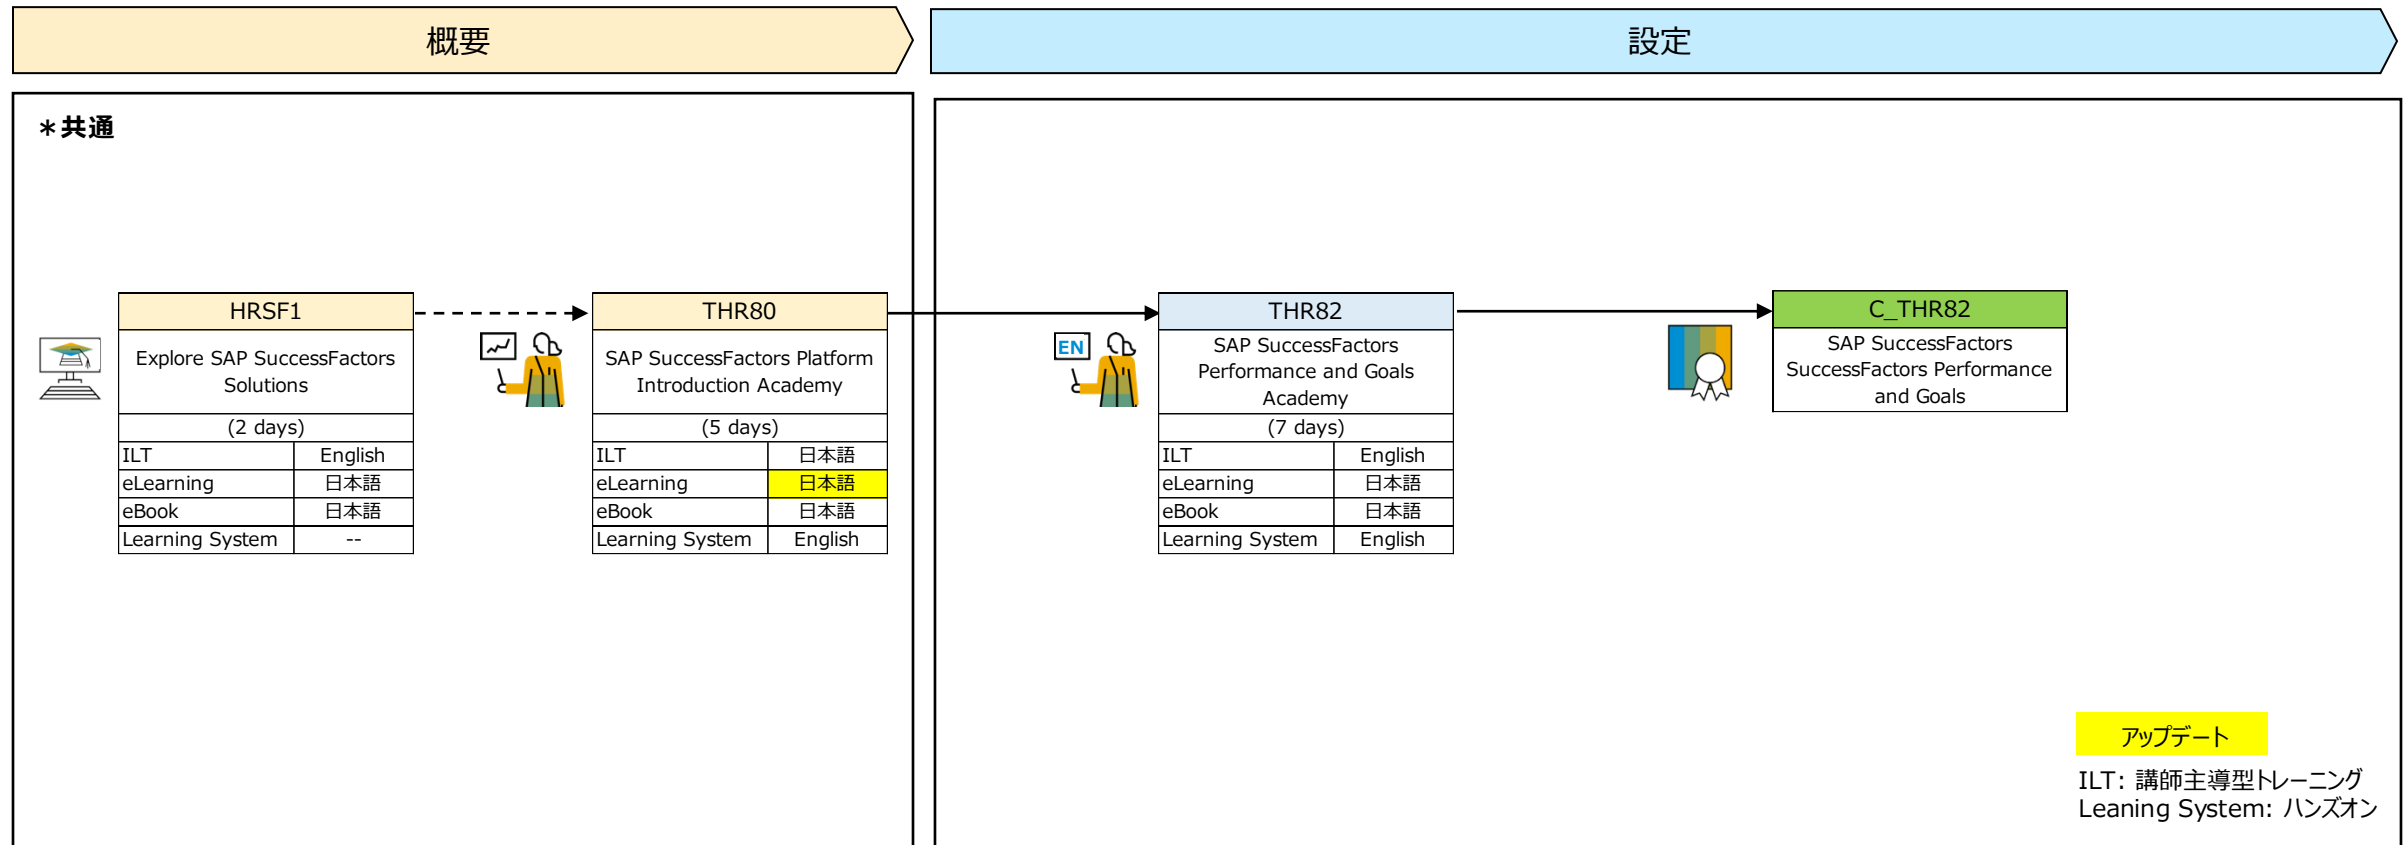 概要
設定
＊共通
HRSF1
Explore SAP SuccessFactors
Solutions
(2 days)
ILT English
eLearning 日本語
eBook 日本語
Learning System --
THR80
SAP SuccessFactors Platform
Introduction Academy
(5 days)
ILT 日本語
eLearning 日本語
eBook 日本語
Learning System English
EN
THR82
SAP SuccessFactors
Performance and Goals
Academy
(7 days)
ILT English
eLearning 日本語
eBook 日本語
Learning System English
C_THR82
SAP SuccessFactors
SuccessFactors Performance
and Goals
アップデート
ILT: 講師主導型トレーニング
Leaning System: ハンズオン